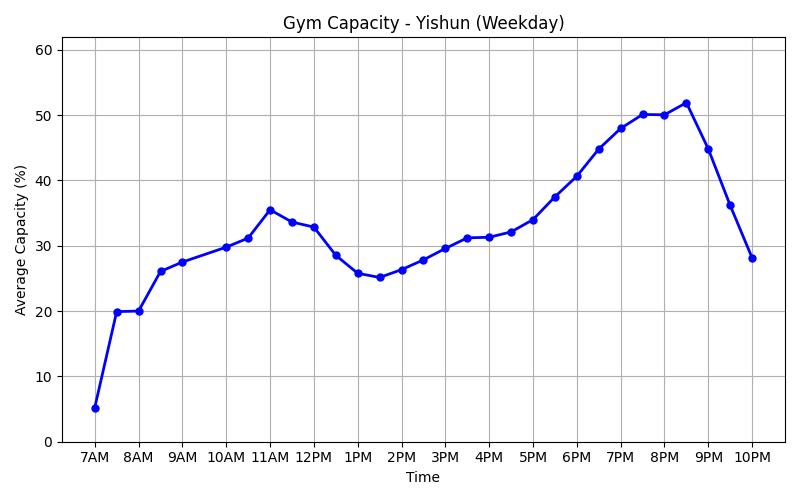 Gym Capacity - Yishun (Weekday)
60
50
40
30
20
10
0
Average Capacity (%)
7AM 8AM 9AM 10AM 11AM 12PM 1PM 2PM 3PM 4PM 5PM 6PM 7PM 8PM 9PM 10PM
Time